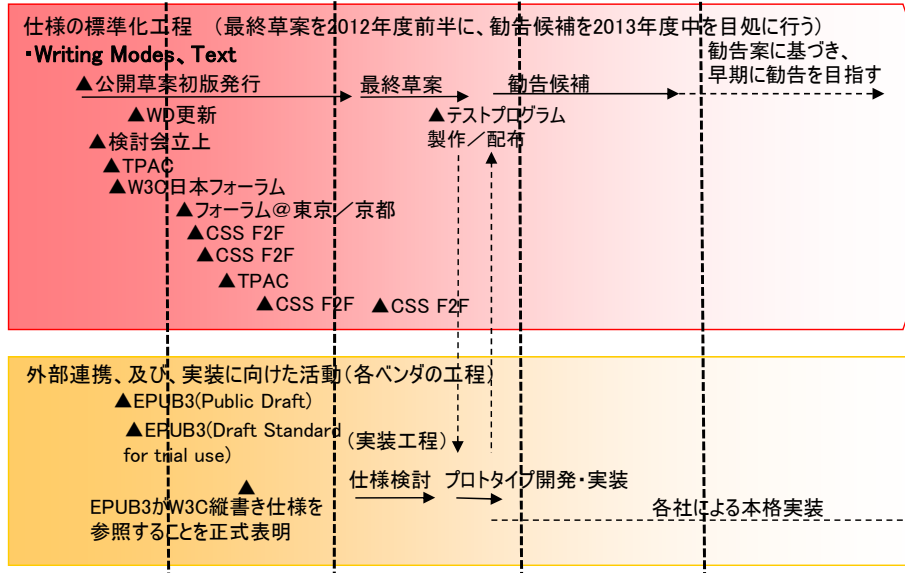 仕様の標準化工程　（最終草案を2012年度前半に、勧告候補を2013年度中を目処に行う）
・Writing Modes、Text
勧告案に基づき、
早期に勧告を目指す
▲公開草案初版発行
最終草案
勧告候補
▲WD更新
▲テストプログラム
製作／配布
▲検討会立上
▲TPAC
▲W3C日本フォーラム
▲フォーラム＠東京／京都
▲CSS F2F
▲CSS F2F
▲TPAC
▲CSS F2F
▲CSS F2F
外部連携、及び、実装に向けた活動（各ベンダの工程）
▲EPUB3(Public Draft)
▲EPUB3(Draft Standard
for trial use)
（実装工程）
▲
EPUB3がW3C縦書き仕様を
参照することを正式表明
仕様検討
プロトタイプ開発・実装
各社による本格実装